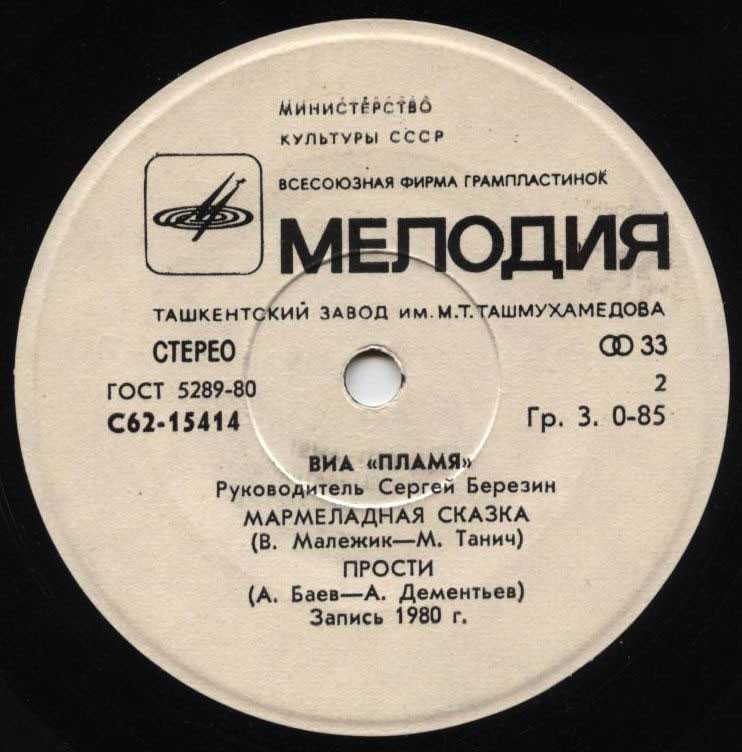 МИНИСТЕРСТВО
КУЛЬТУРЫ СССР
ВСЕСОЮЗНАЯ ФИРМА ГРАМПЛАСТИНОК
МЕЛОДИЯ
ТАШКЕНТСКИЙ ЗАВОД ИМ. М.Т. ТАШМУХАМЕДОВА
СТЕРЕО 33
ГОСТ 5289-80 2
С62-15414 Гр. 3. 0-85
ВИА «ПЛАМЯ»
Руководитель Сергей Березин
МАРМЕЛАДНАЯ СКАЗКА
(В. Малежик—М. Танич)
ПРОСТИ
(А. Баев—А. Дементьев)
Запись 1980 г.